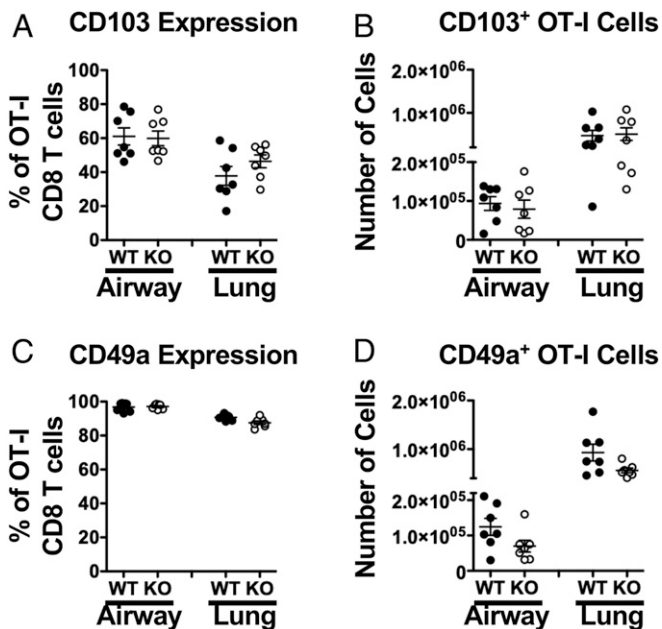 A CD103 Expression
% of OT-I
CD8 T cells
100
80
60
40
20
0
WT KO WT KO
Airway Lung
B CD103⁺ OT-I Cells
Number of Cells
2.0×10⁰⁶
1.0×10⁰⁶
2.0×10⁰⁵
1.0×10⁰⁵
0
WT KO WT KO
Airway Lung
C CD49a Expression
% of OT-I
CD8 T cells
100
80
60
40
20
0
WT KO WT KO
Airway Lung
D CD49a⁺ OT-I Cells
Number of Cells
2.0×10⁰⁶
1.0×10⁰⁶
2.0×10⁰⁵
1.0×10⁰⁵
0
WT KO WT KO
Airway Lung